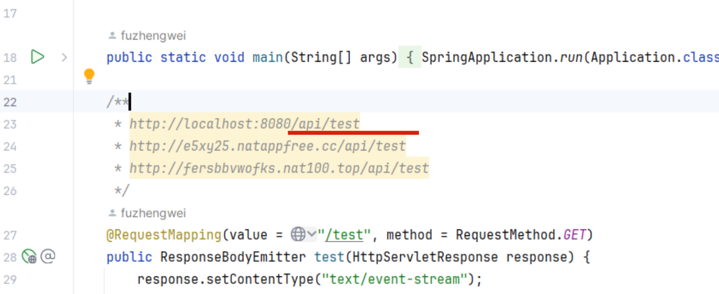 17
fuzhengwei
18 public static void main(String[] args) { SpringApplication.run(Application.class
21
22 /**
23 * http://localhost:8080/api/test
24 * http://e5xy25.natappfree.cc/api/test
25 * http://fersbbvwofks.nat100.top/api/test
26 */
fuzhengwei
27 @RequestMapping(value = "/test", method = RequestMethod.GET)
28 public ResponseBodyEmitter test(HttpServletResponse response) {
29 response.setContentType("text/event-stream");